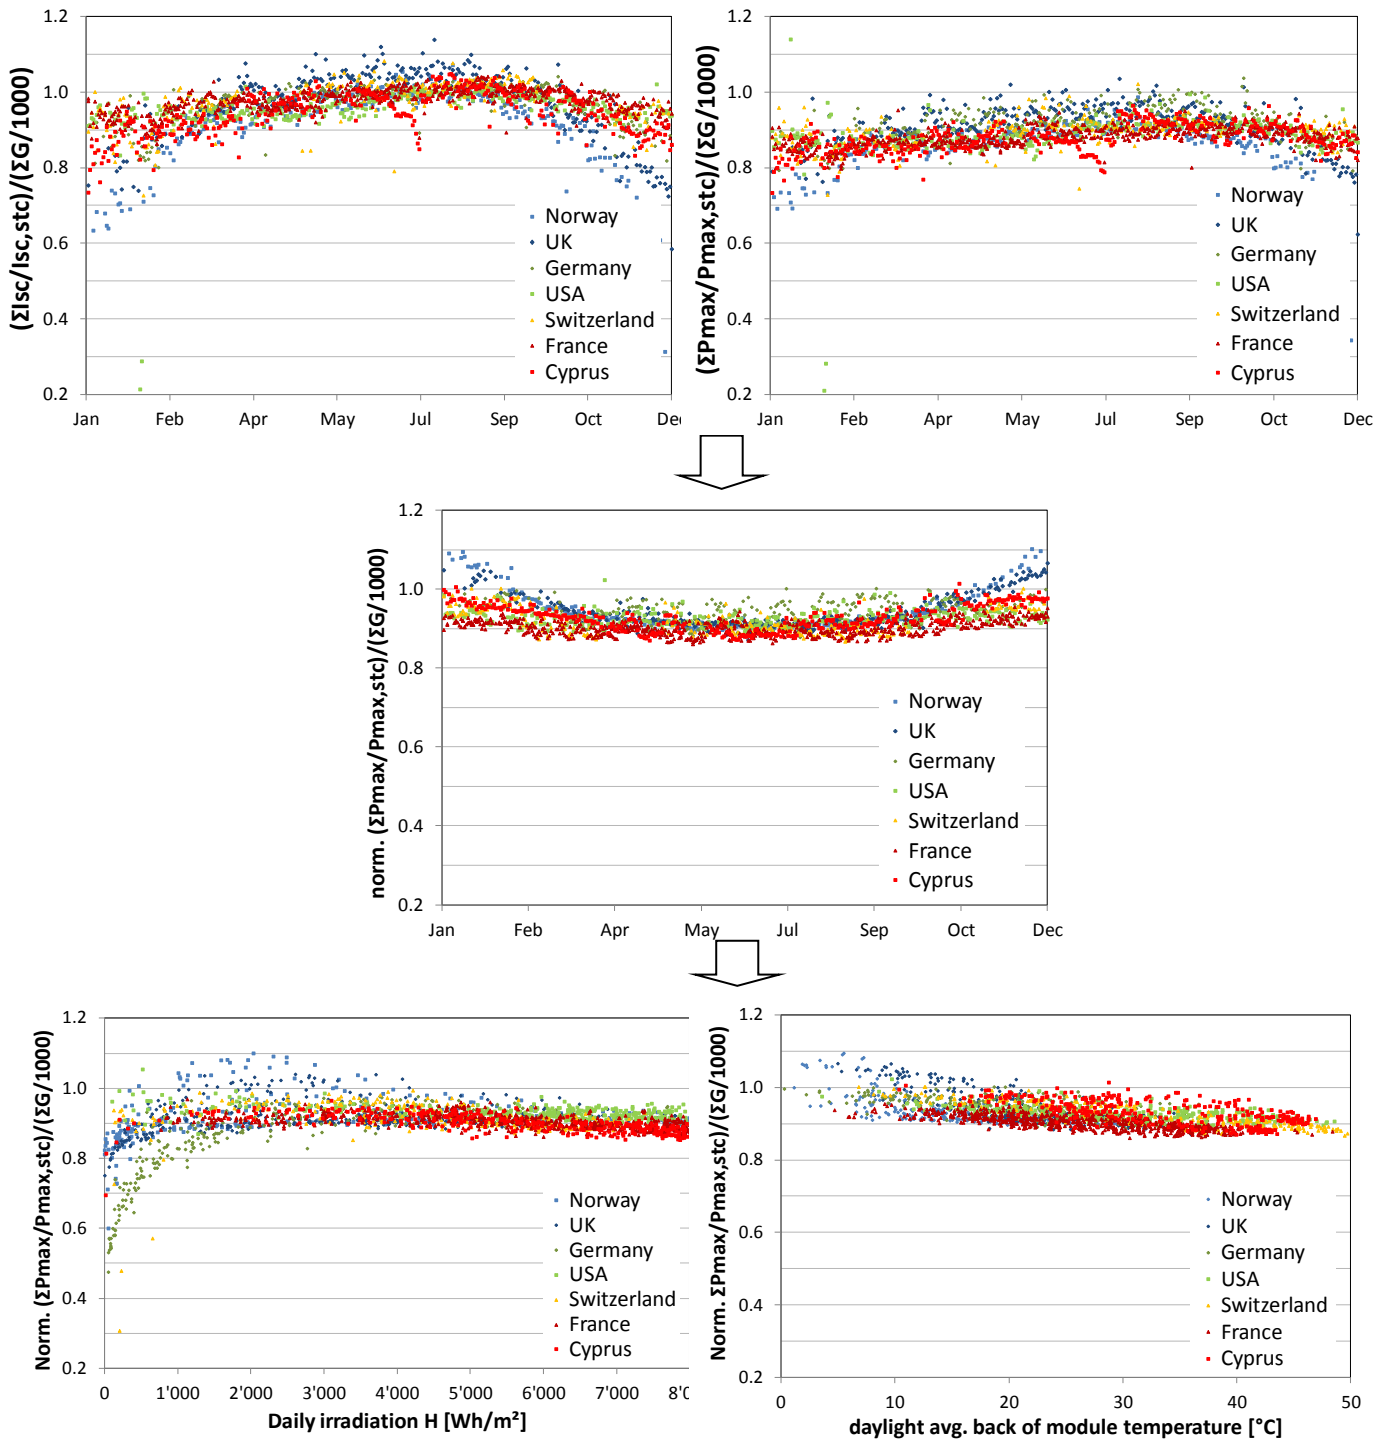 (ΣIsc/Isc,stc)/(ΣG/1000)
1.2
1.0
0.8
0.6
0.4
0.2
Jan Feb Apr May Jul Sep Oct Dec
Norway
UK
Germany
USA
Switzerland
France
Cyprus
(ΣPmax/Pmax,stc)/(ΣG/1000)
1.2
1.0
0.8
0.6
0.4
0.2
Jan Feb Apr May Jul Sep Oct Dec
Norway
UK
Germany
USA
Switzerland
France
Cyprus
norm. (ΣPmax/Pmax,stc)/(ΣG/1000)
1.2
1.0
0.8
0.6
0.4
0.2
Jan Feb Apr May Jul Sep Oct Dec
Norway
UK
Germany
USA
Switzerland
France
Cyprus
Norm. (ΣPmax/Pmax,stc)/(ΣG/1000)
1.2
1.0
0.8
0.6
0.4
0.2
0 1'000 2'000 3'000 4'000 5'000 6'000 7'000 8'0
Daily irradiation H [Wh/m²]
Norway
UK
Germany
USA
Switzerland
France
Cyprus
Norm. ΣPmax/Pmax,stc)/(ΣG/1000)
1.2
1.0
0.8
0.6
0.4
0.2
0 10 20 30 40 50
daylight avg. back of module temperature [°C]
Norway
UK
Germany
USA
Switzerland
France
Cyprus